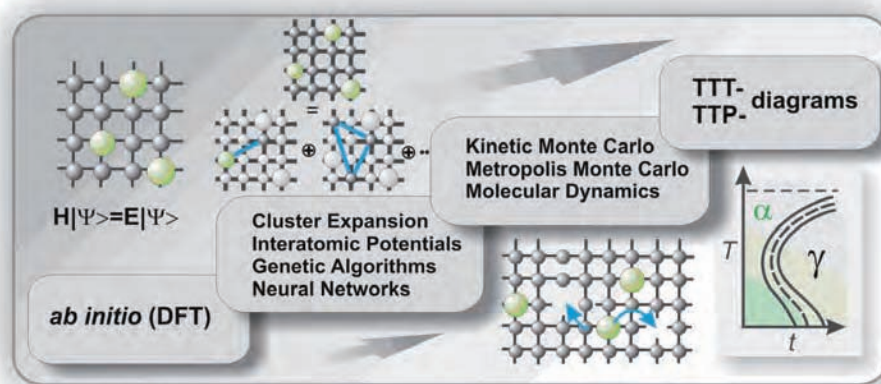 H|Ψ>=E|Ψ>
ab initio (DFT)
=
⊕
⊕ ··
Cluster Expansion
Interatomic Potentials
Genetic Algorithms
Neural Networks
Kinetic Monte Carlo
Metropolis Monte Carlo
Molecular Dynamics
TTT-
TTP- diagrams
α
γ
T
t